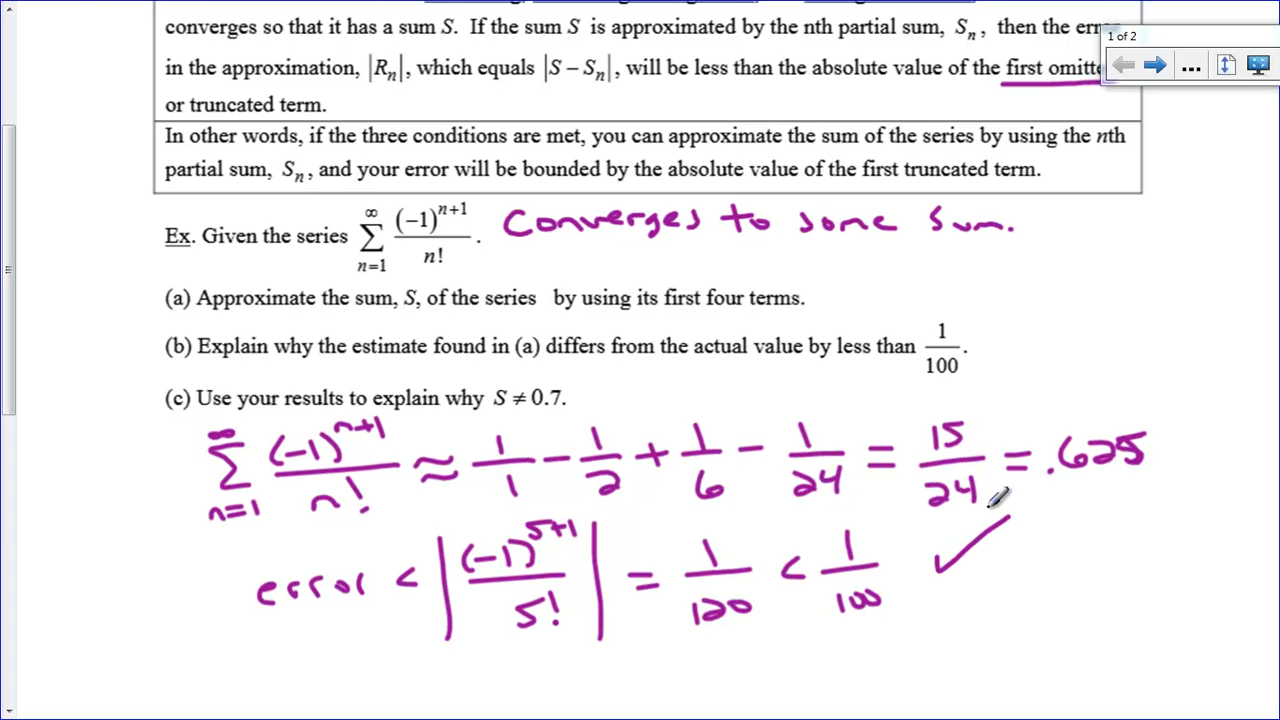 converges so that it has a sum S. If the sum S is approximated by the nth partial sum, Sₙ, then the error
1 of 2
in the approximation, |Rₙ|, which equals |S − Sₙ|, will be less than the absolute value of the first omitte
or truncated term.
In other words, if the three conditions are met, you can approximate the sum of the series by using the nth
partial sum, Sₙ, and your error will be bounded by the absolute value of the first truncated term.
Ex. Given the series ∑_{n=1}^{∞} (−1)^{n+1}/n!. Converges to some sum.
(a) Approximate the sum, S, of the series by using its first four terms.
(b) Explain why the estimate found in (a) differs from the actual value by less than 1/100.
(c) Use your results to explain why S ≠ 0.7.
∑_{n=1}^{∞} (−1)^{n+1}/n! ≈ 1/1 − 1/2 + 1/6 − 1/24 = 15/24 = .625
error < |(−1)^{5+1}/5!| = 1/120 < 1/100 ✓